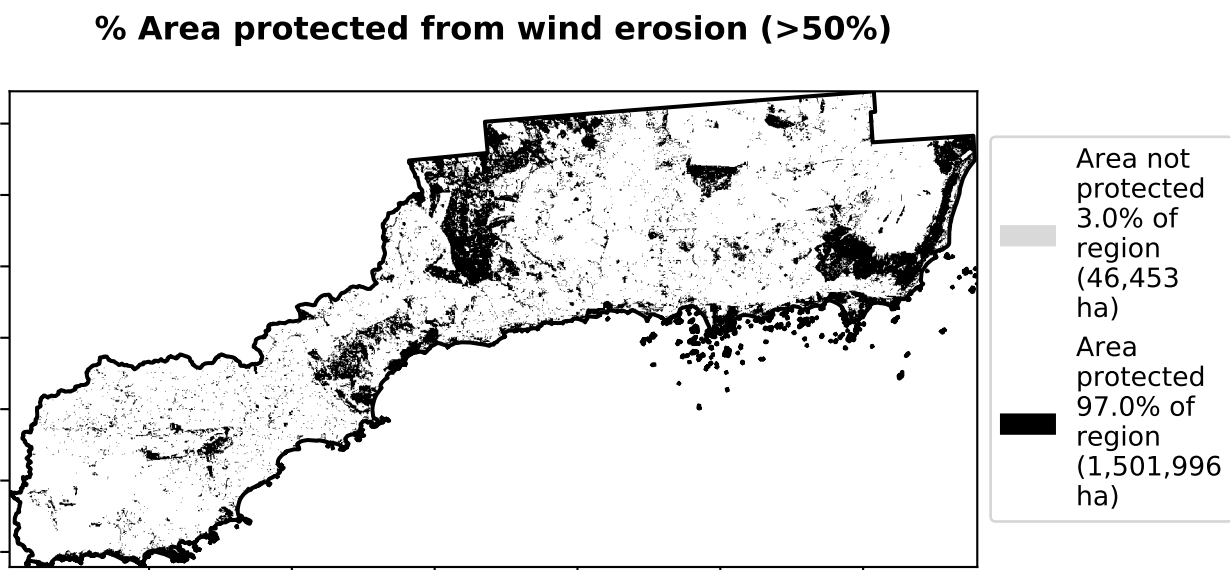 % Area protected from wind erosion (>50%)
Area not
protected
3.0% of
region
(46,453
ha)
Area
protected
97.0% of
region
(1,501,996
ha)